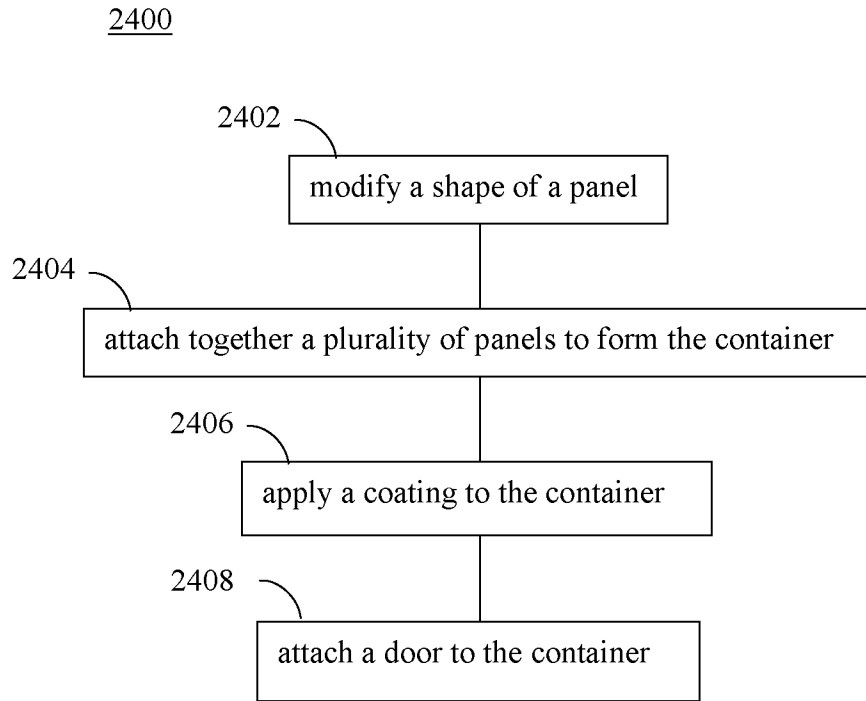 2400
2402
modify a shape of a panel
2404
attach together a plurality of panels to form the container
2406
apply a coating to the container
2408
attach a door to the container